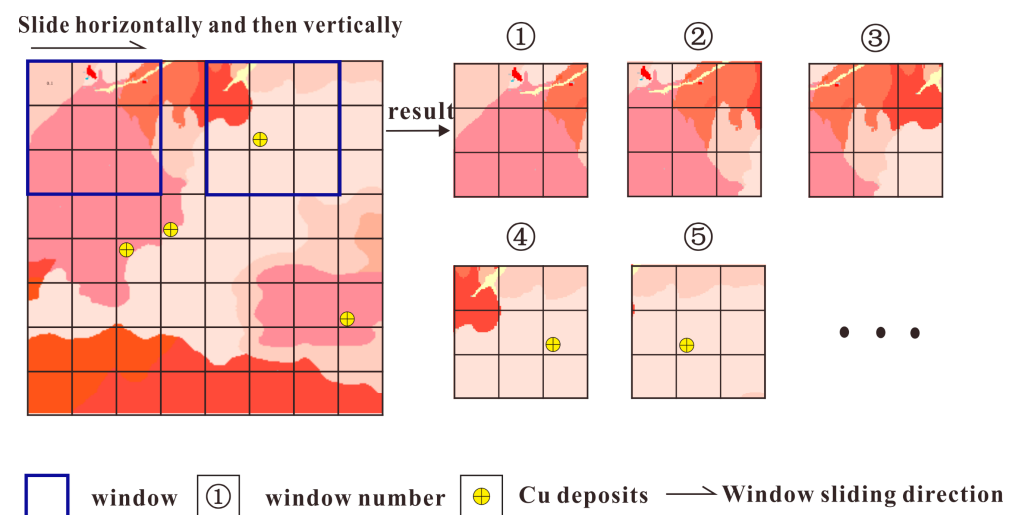 Slide horizontally and then vertically
result
①
②
③
④
⑤
window
①
window number
Cu deposits
Window sliding direction